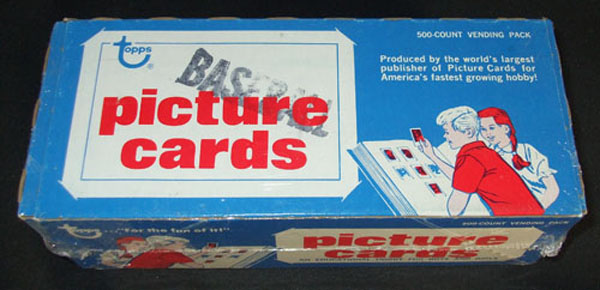 topps
®
BASEBALL
picture
cards
500-COUNT VENDING PACK
Produced by the world's largest
publisher of Picture Cards for
America's fastest growing hobby!
topps
"for the fun of it!"
500-COUNT VENDING PACK
picture
cards